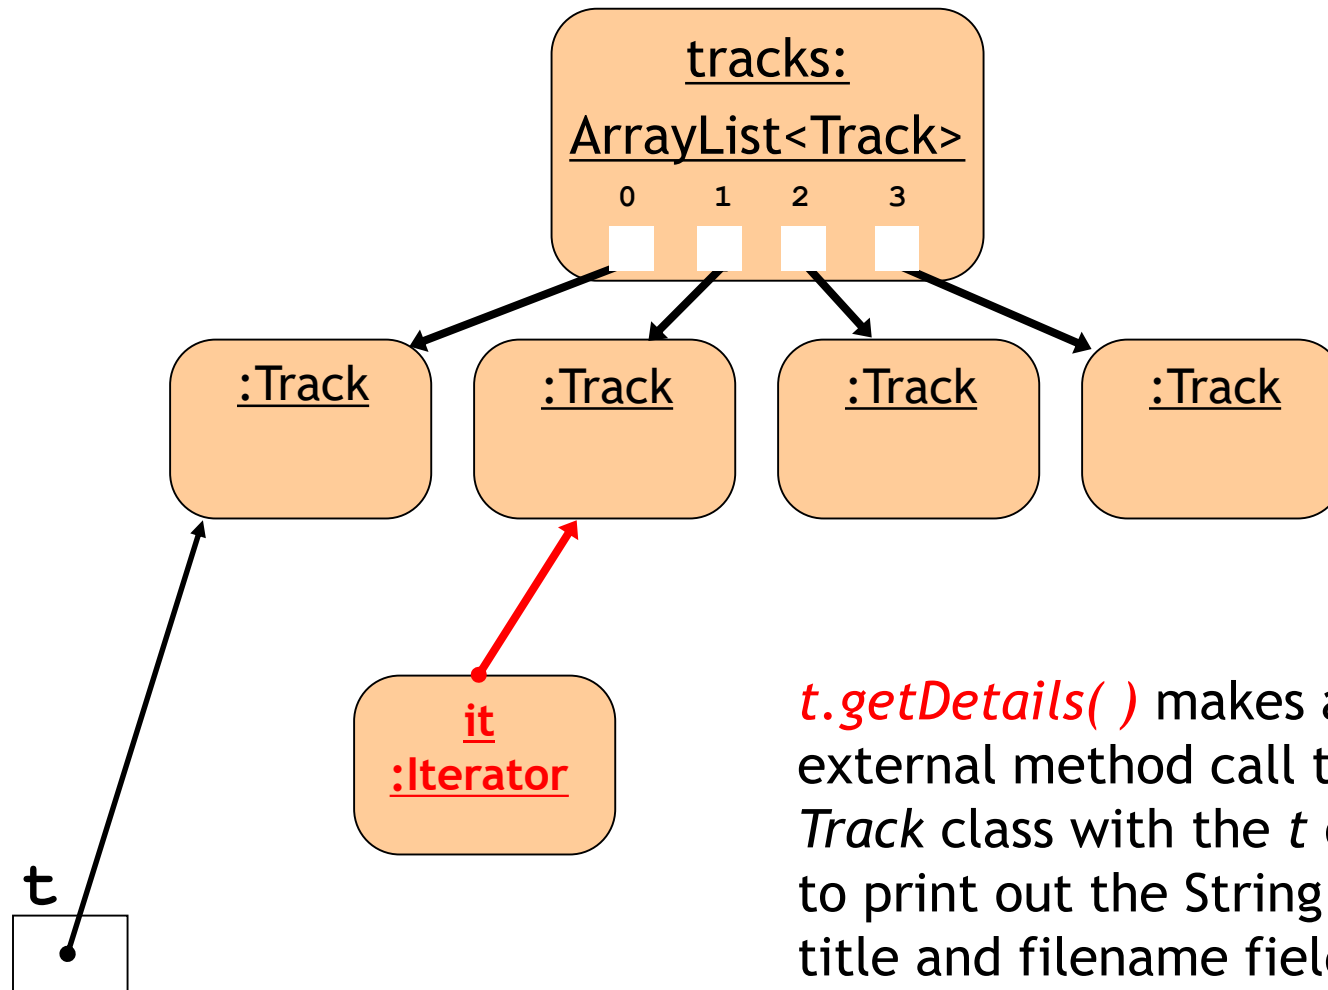 tracks:
ArrayList<Track>
0 1 2 3
:Track :Track :Track :Track
it
:Iterator
t
t.getDetails( ) makes
external method call
Track class with the t
to print out the String
title and filename